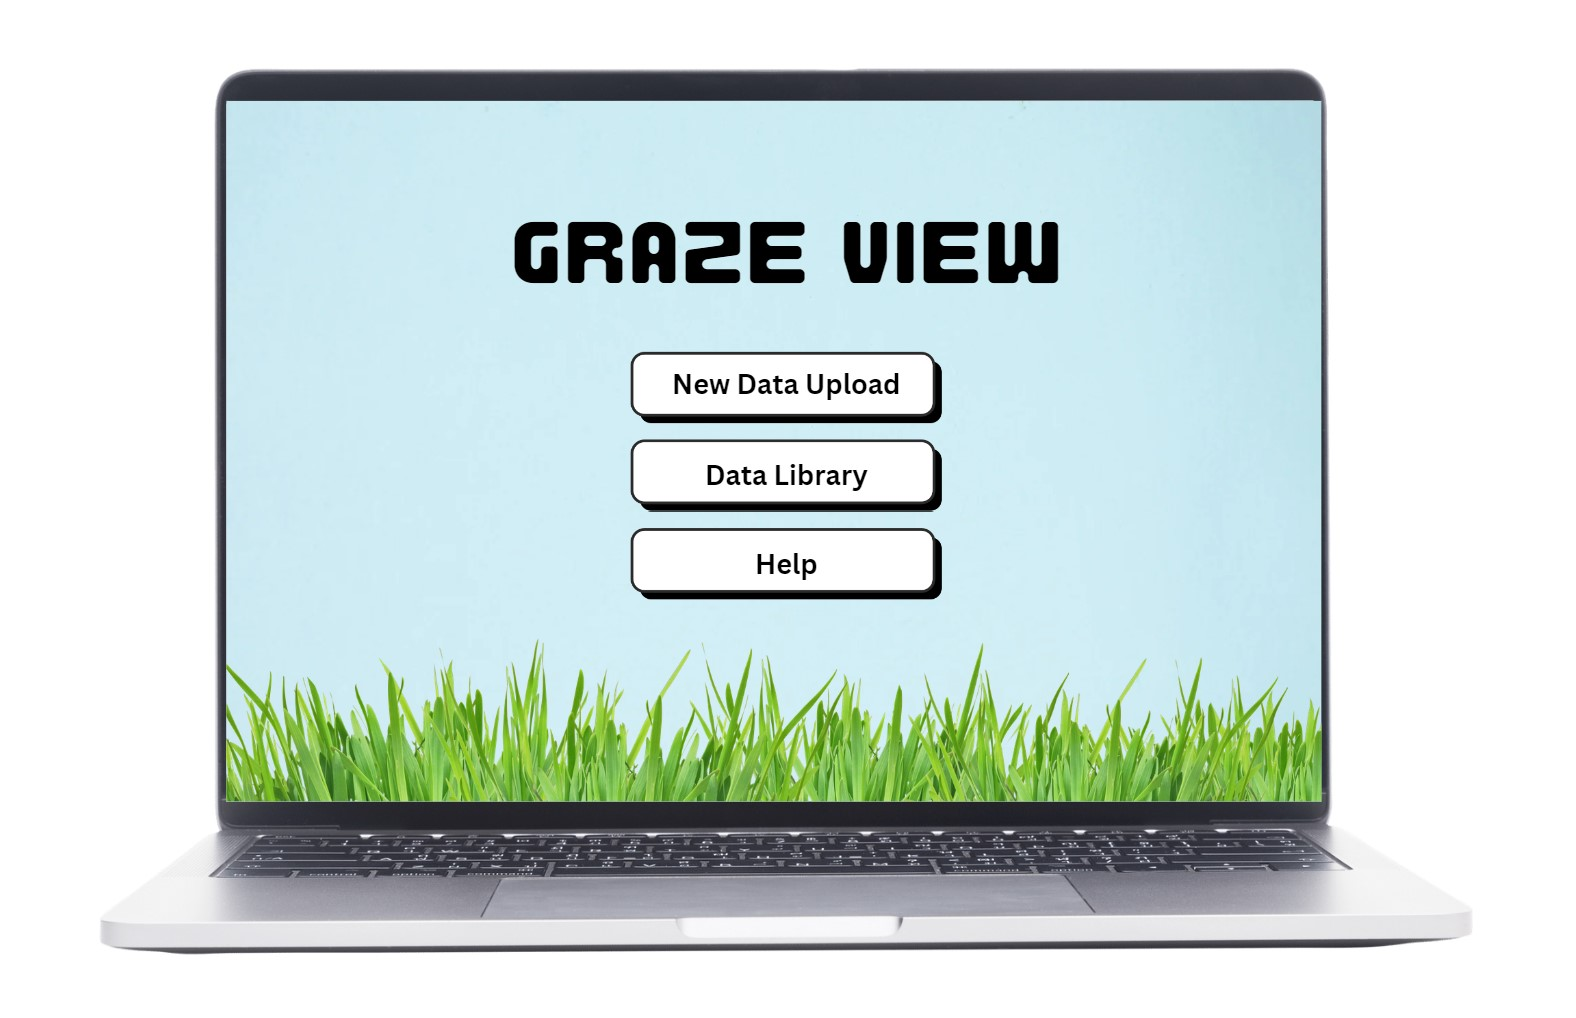 GRAZE VIEW
New Data Upload
Data Library
Help